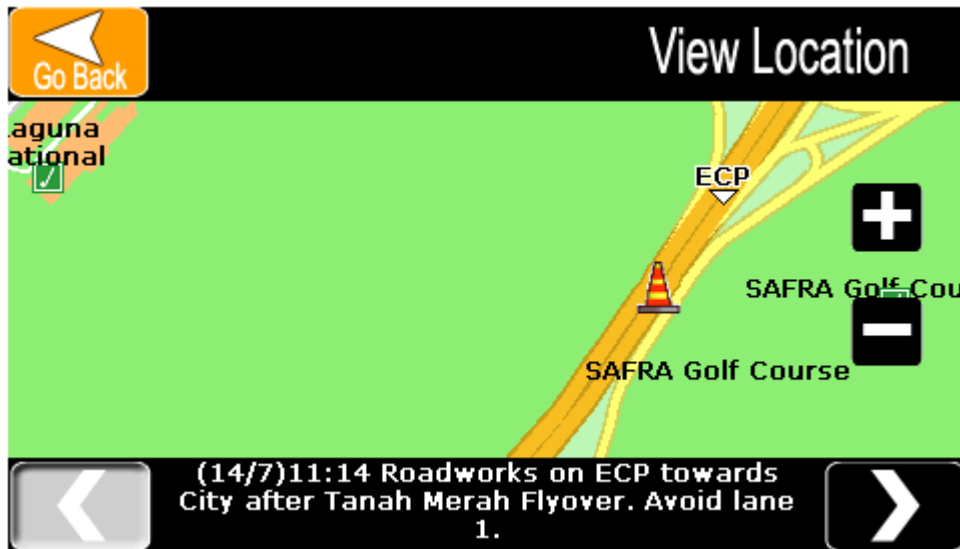 Go Back
View Location
aguna
ational
ECP
SAFRA Golf Cou
SAFRA Golf Course
(14/7)11:14 Roadworks on ECP towards
City after Tanah Merah Flyover. Avoid lane
1.